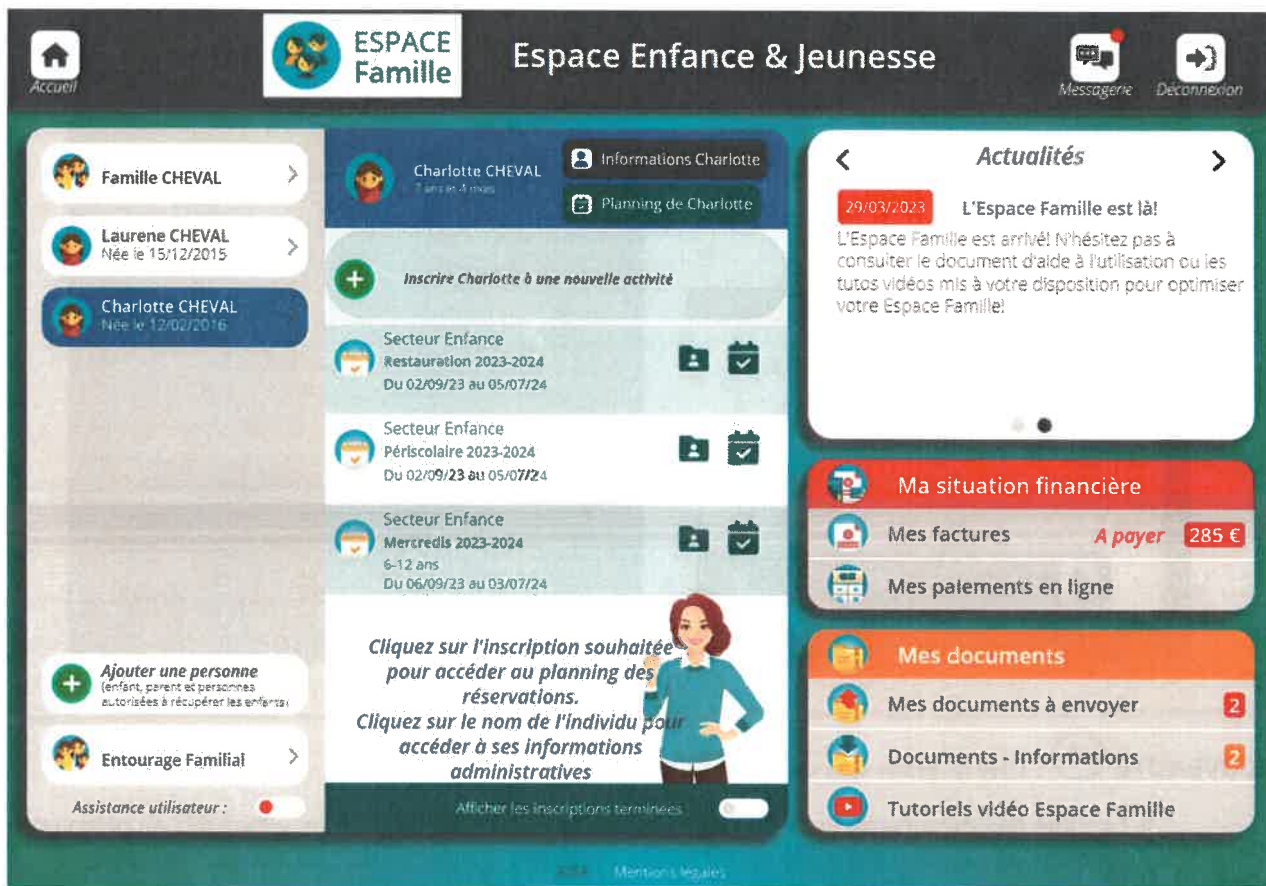 ESPACE
Famille
Espace Enfance & Jeunesse
Accueil
Messagerie
Déconnexion
Famille CHEVAL
Laurene CHEVAL
Née le 15/12/2015
Charlotte CHEVAL
Née le 12/02/2016
Ajouter une personne
(enfant, parent et personnes
autorisées à récupérer les enfants)
Entourage Familial
Assistance utilisateur :
Charlotte CHEVAL
7 ans et 4 mois
Informations Charlotte
Planning de Charlotte
Inscrire Charlotte à une nouvelle activité
Secteur Enfance
Restauration 2023-2024
Du 02/09/23 au 05/07/24
Secteur Enfance
Périscolaire 2023-2024
Du 02/09/23 au 05/07/24
Secteur Enfance
Mercredis 2023-2024
6-12 ans
Du 06/09/23 au 03/07/24
Cliquez sur l'inscription souhaitée
pour accéder au planning des
réservations.
Cliquez sur le nom de l'individu pour
accéder à ses informations
administratives
Afficher les inscriptions terminées
Actualités
29/03/2023
L'Espace Famille est là!
L'Espace Famille est arrivé! N'hésitez pas à
consulter le document d'aide à l'utilisation ou les
tutos vidéos mis à votre disposition pour optimiser
votre Espace Famille!
Ma situation financière
Mes factures
A payer
285 €
Mes paiements en ligne
Mes documents
Mes documents à envoyer
2
Documents - Informations
2
Tutoriels vidéo Espace Famille
Mentions légales